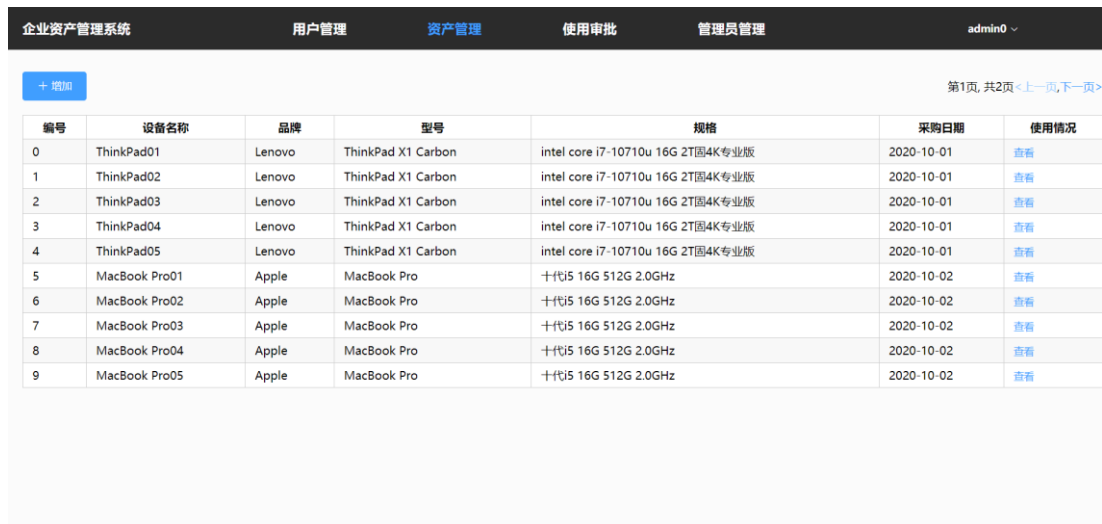 企业资产管理系统 用户管理 资产管理 使用审批 管理员管理 admin0
+ 增加 第1页, 共2页<上一页,下一页>
编号 设备名称 品牌 型号 规格 采购日期 使用情况
0 ThinkPad01 Lenovo ThinkPad X1 Carbon intel core i7-10710u 16G 2T固4K专业版 2020-10-01 查看
1 ThinkPad02 Lenovo ThinkPad X1 Carbon intel core i7-10710u 16G 2T固4K专业版 2020-10-01 查看
2 ThinkPad03 Lenovo ThinkPad X1 Carbon intel core i7-10710u 16G 2T固4K专业版 2020-10-01 查看
3 ThinkPad04 Lenovo ThinkPad X1 Carbon intel core i7-10710u 16G 2T固4K专业版 2020-10-01 查看
4 ThinkPad05 Lenovo ThinkPad X1 Carbon intel core i7-10710u 16G 2T固4K专业版 2020-10-01 查看
5 MacBook Pro01 Apple MacBook Pro 十代i5 16G 512G 2.0GHz 2020-10-02 查看
6 MacBook Pro02 Apple MacBook Pro 十代i5 16G 512G 2.0GHz 2020-10-02 查看
7 MacBook Pro03 Apple MacBook Pro 十代i5 16G 512G 2.0GHz 2020-10-02 查看
8 MacBook Pro04 Apple MacBook Pro 十代i5 16G 512G 2.0GHz 2020-10-02 查看
9 MacBook Pro05 Apple MacBook Pro 十代i5 16G 512G 2.0GHz 2020-10-02 查看